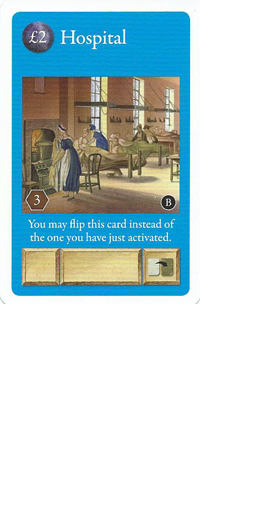 £2 Hospital
3
B
You may flip this card instead of
the one you have just activated.